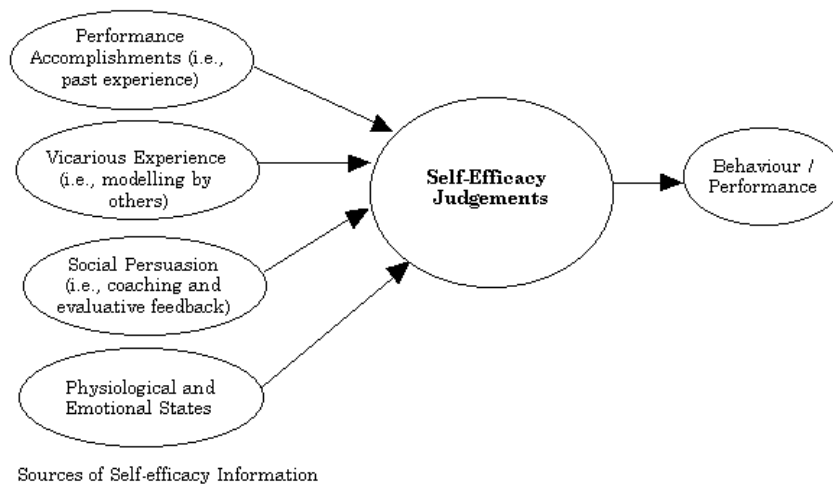 Performance
Accomplishments (i.e.,
past experience)
Vicarious Experience
(i.e., modelling by
others)
Social Persuasion
(i.e., coaching and
evaluative feedback)
Physiological and
Emotional States
Self-Efficacy
Judgements
Behaviour /
Performance
Sources of Self-efficacy Information